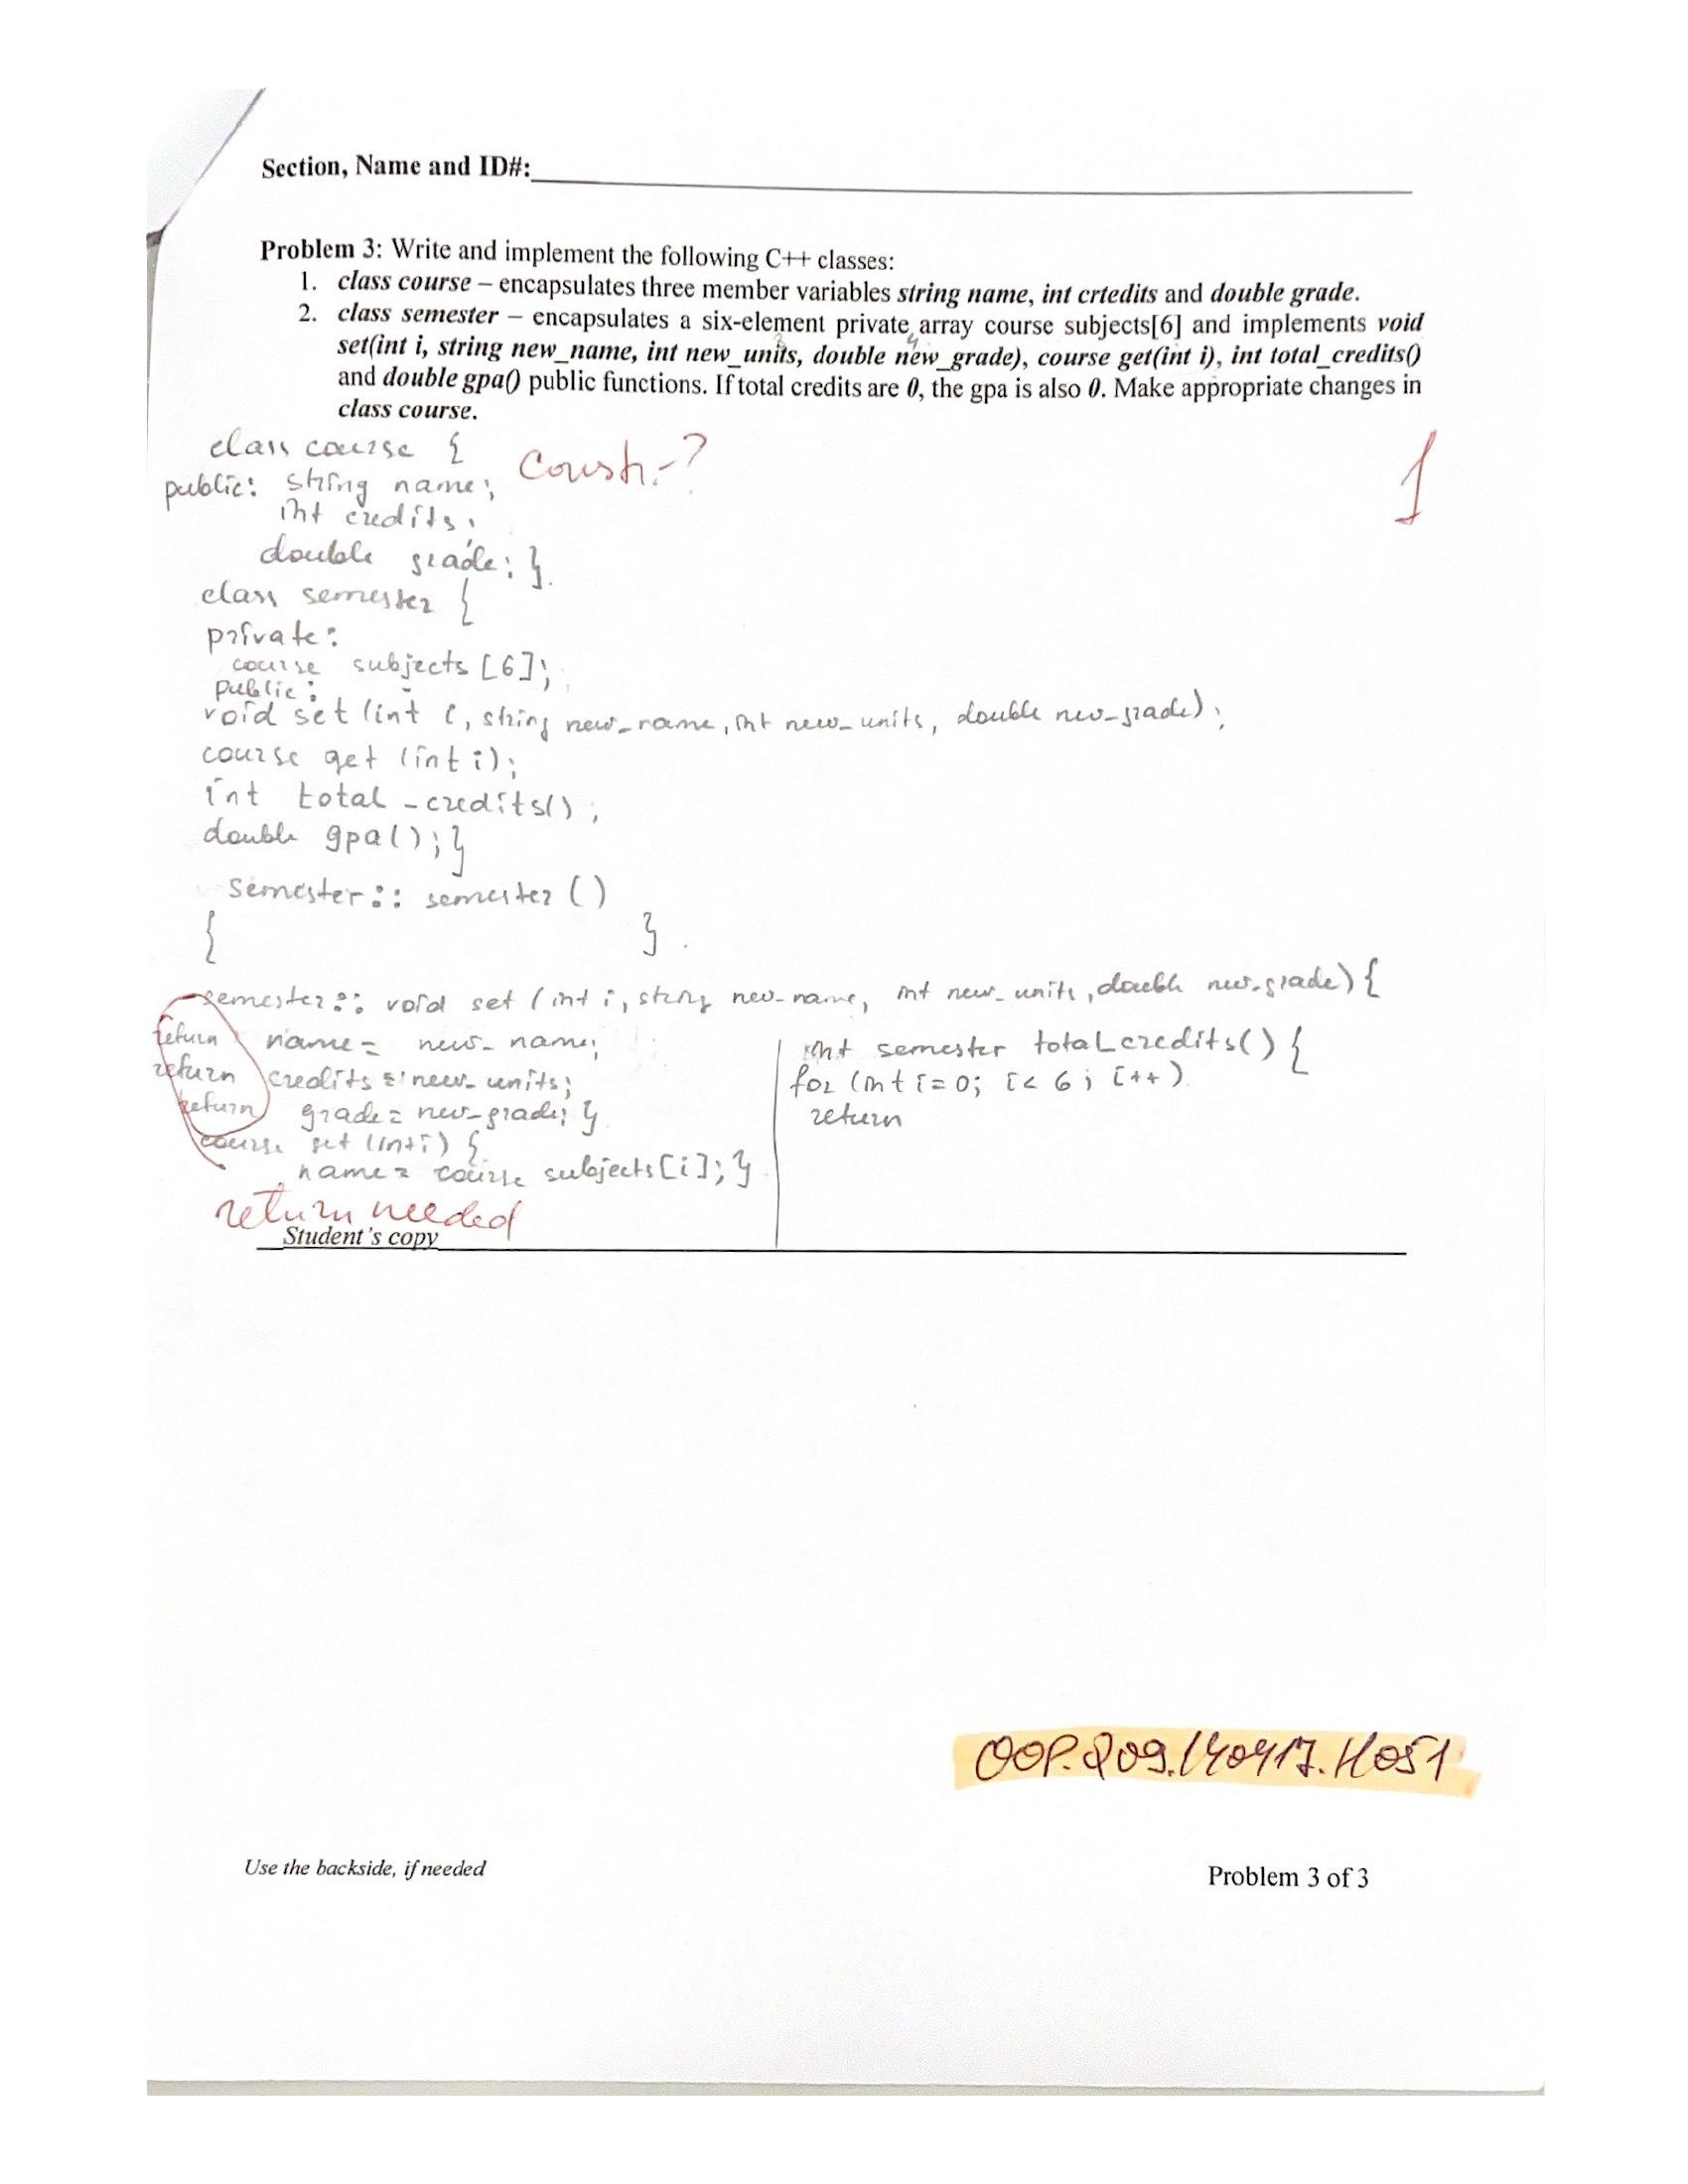 Section, Name and ID#:
Problem 3: Write and implement the following C++ classes:
1. class course – encapsulates three member variables string name, int crtedits and double grade.
2. class semester – encapsulates a six-element private array course subjects[6] and implements void
set(int i, string new_name, int new_units, double new_grade), course get(int i), int total_credits()
and double gpa() public functions. If total credits are 0, the gpa is also 0. Make appropriate changes in
class course.
class course {
Constr.-?
1
public: string name;
int credits;
double grade; }
class semester {
private:
course subjects [6];
public:
void set (int i, string new_name, int new_units, double new_grade);
course get (int i);
int total_credits();
double gpa(); }
semester:: semester ()
{ }
semester:: void set (int i, string new_name, int new_units, double new_grade) {
return name = new_name;
return credits = new_units;
return grade = new_grade; }
course set (int i) {
name = course subjects[i]; }
return needed
int semester total_credits() {
for (int i=0; i<6; i++)
return
Student's copy
OOP.Q09.140417.H051
Use the backside, if needed
Problem 3 of 3